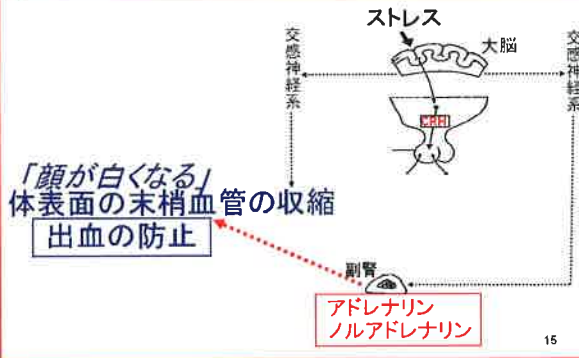 ストレス
大脳
交感神経系
交感神経系
CRH
「顔が白くなる」
体表面の末梢血管の収縮
出血の防止
副腎
アドレナリン
ノルアドレナリン
15